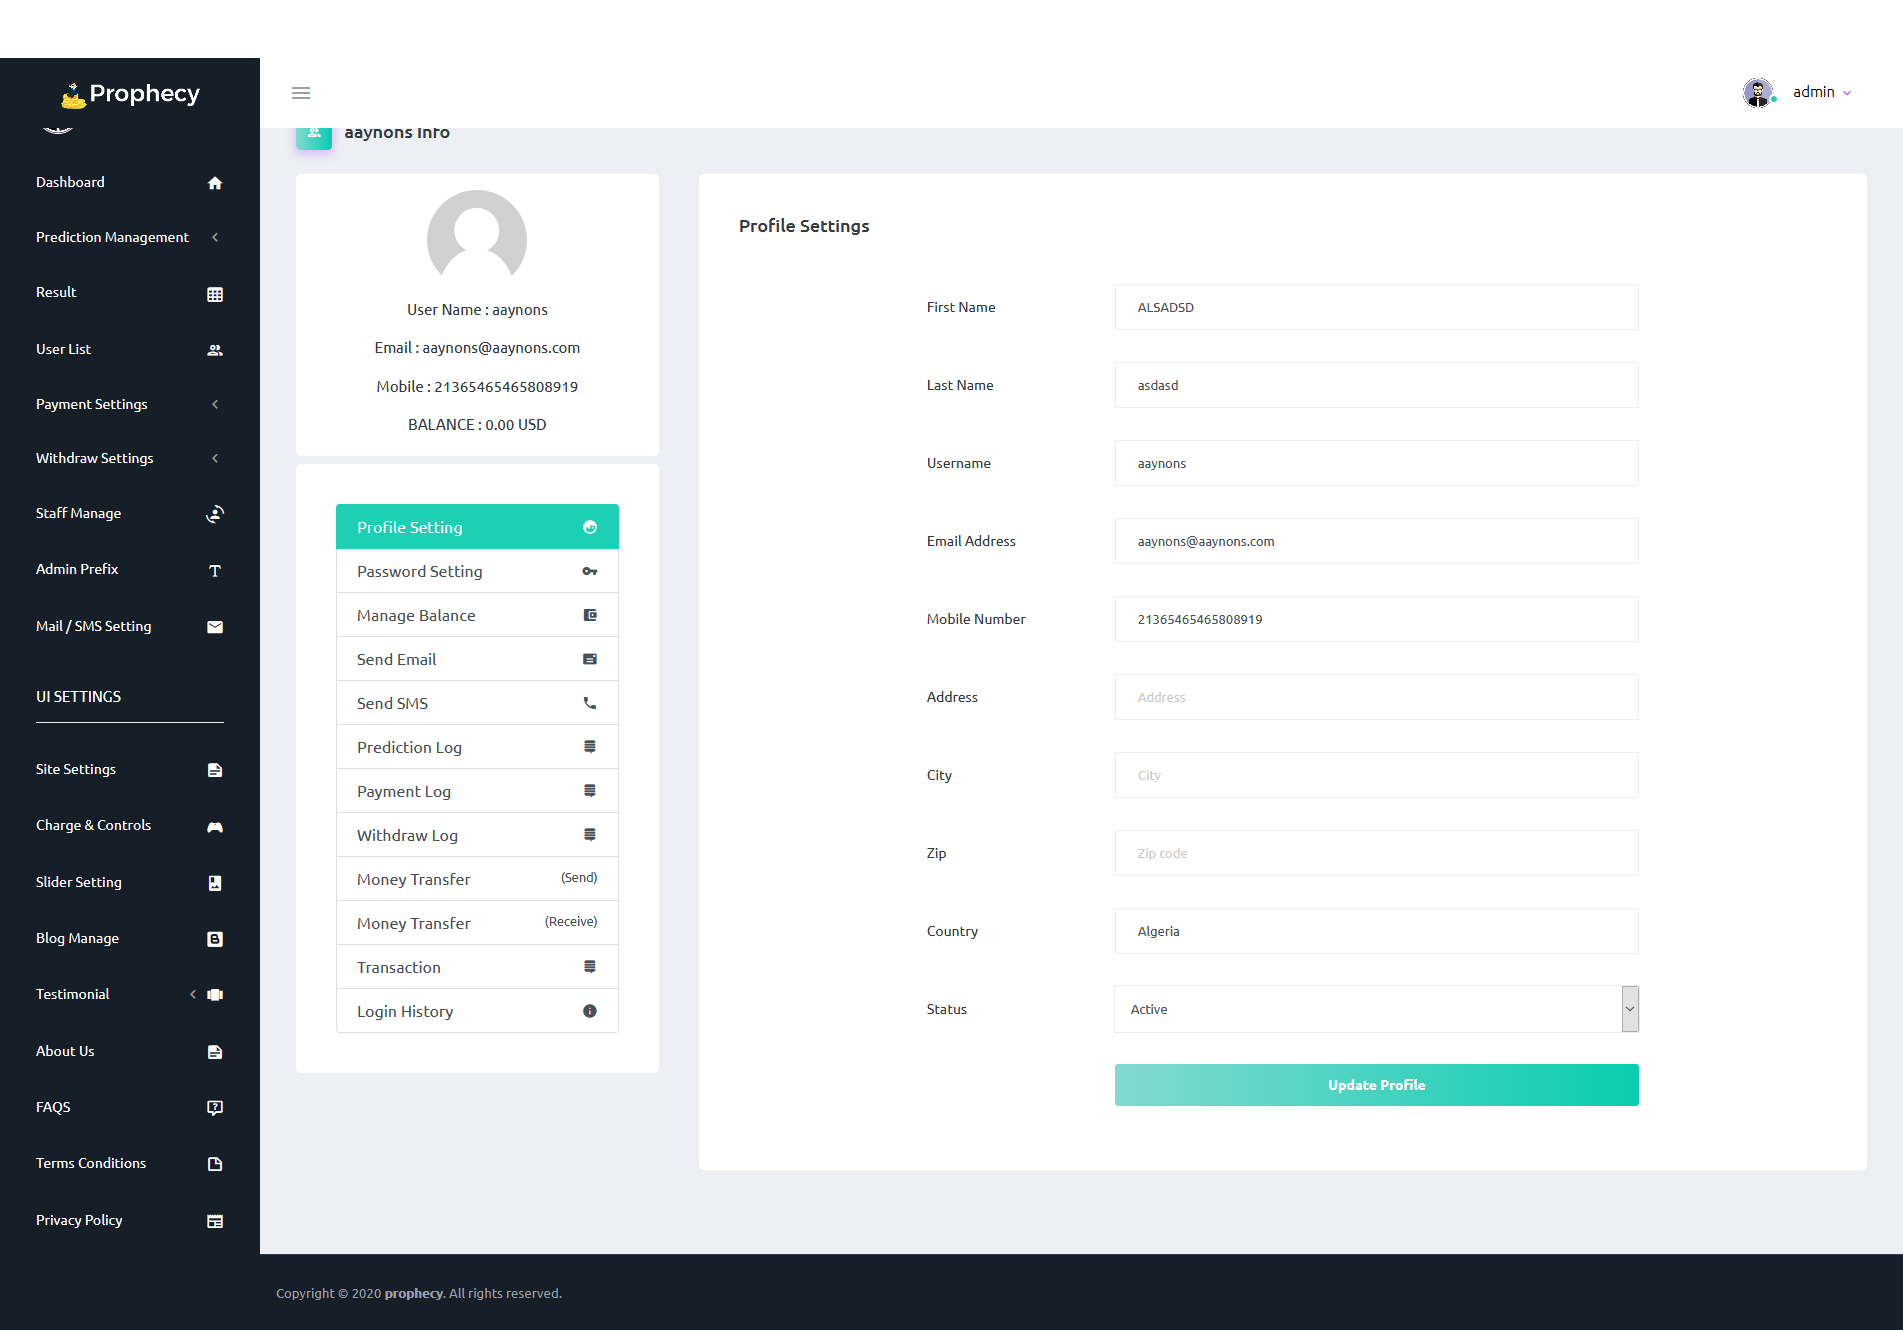 Prophecy
admin
aaynons Info
Dashboard
Prediction Management
Result
User List
Payment Settings
Withdraw Settings
Staff Manage
Admin Prefix
Mail / SMS Setting
UI SETTINGS
Site Settings
Charge & Controls
Slider Setting
Blog Manage
Testimonial
About Us
FAQS
Terms Conditions
Privacy Policy
User Name : aaynons
Email : aaynons@aaynons.com
Mobile : 21365465465808919
BALANCE : 0.00 USD
Profile Setting
Password Setting
Manage Balance
Send Email
Send SMS
Prediction Log
Payment Log
Withdraw Log
Money Transfer (Send)
Money Transfer (Receive)
Transaction
Login History
Profile Settings
First Name ALSADSD
Last Name asdasd
Username aaynons
Email Address aaynons@aaynons.com
Mobile Number 21365465465808919
Address Address
City City
Zip Zip code
Country Algeria
Status Active
Update Profile
Copyright © 2020 prophecy. All rights reserved.